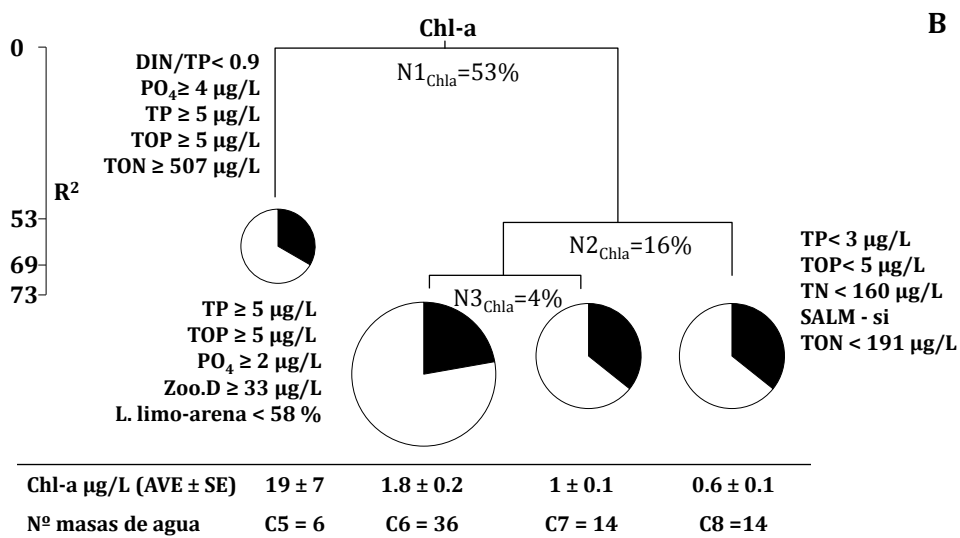 Chl-a
B
0
DIN/TP< 0.9
N1Chla=53%
PO4≥ 4 µg/L
TP ≥ 5 µg/L
TOP ≥ 5 µg/L
TON ≥ 507 µg/L
R²
53
N2Chla=16%
TP< 3 µg/L
TOP< 5 µg/L
TN < 160 µg/L
SALM - si
TON < 191 µg/L
69
73
N3Chla=4%
TP ≥ 5 µg/L
TOP ≥ 5 µg/L
PO4 ≥ 2 µg/L
Zoo.D ≥ 33 µg/L
L. limo-arena < 58 %
Chl-a µg/L (AVE ± SE) 19 ± 7 1.8 ± 0.2 1 ± 0.1 0.6 ± 0.1
Nº masas de agua C5 = 6 C6 = 36 C7 = 14 C8 =14